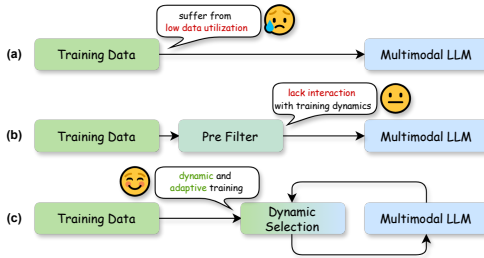 suffer from
low data utilization
(a)
Training Data
Multimodal LLM
lack interaction
with training dynamics
(b)
Training Data
Pre Filter
Multimodal LLM
dynamic and
adaptive training
(c)
Training Data
Dynamic
Selection
Multimodal LLM